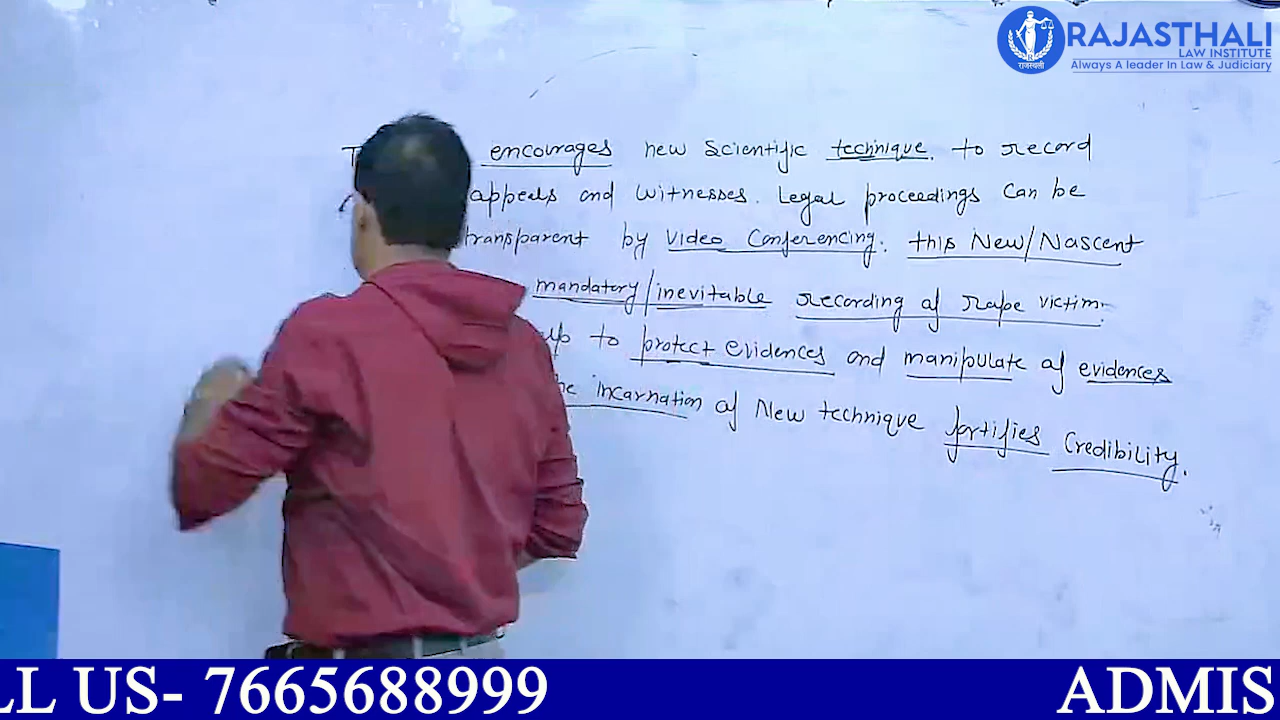 RAJASTHALI
LAW INSTITUTE
राजस्थली
Always A leader In Law & Judiciary
encourages new Scientific technique. to record
appeals and witnesses. Legal proceedings can be
transparent by Video Conferencing. this New/Nascent
mandatory/inevitable recording of rape victim.
up to protect evidences and manipulate of evidences
incarnation of New technique fortifies Credibility.
LL US- 7665688999
ADMIS